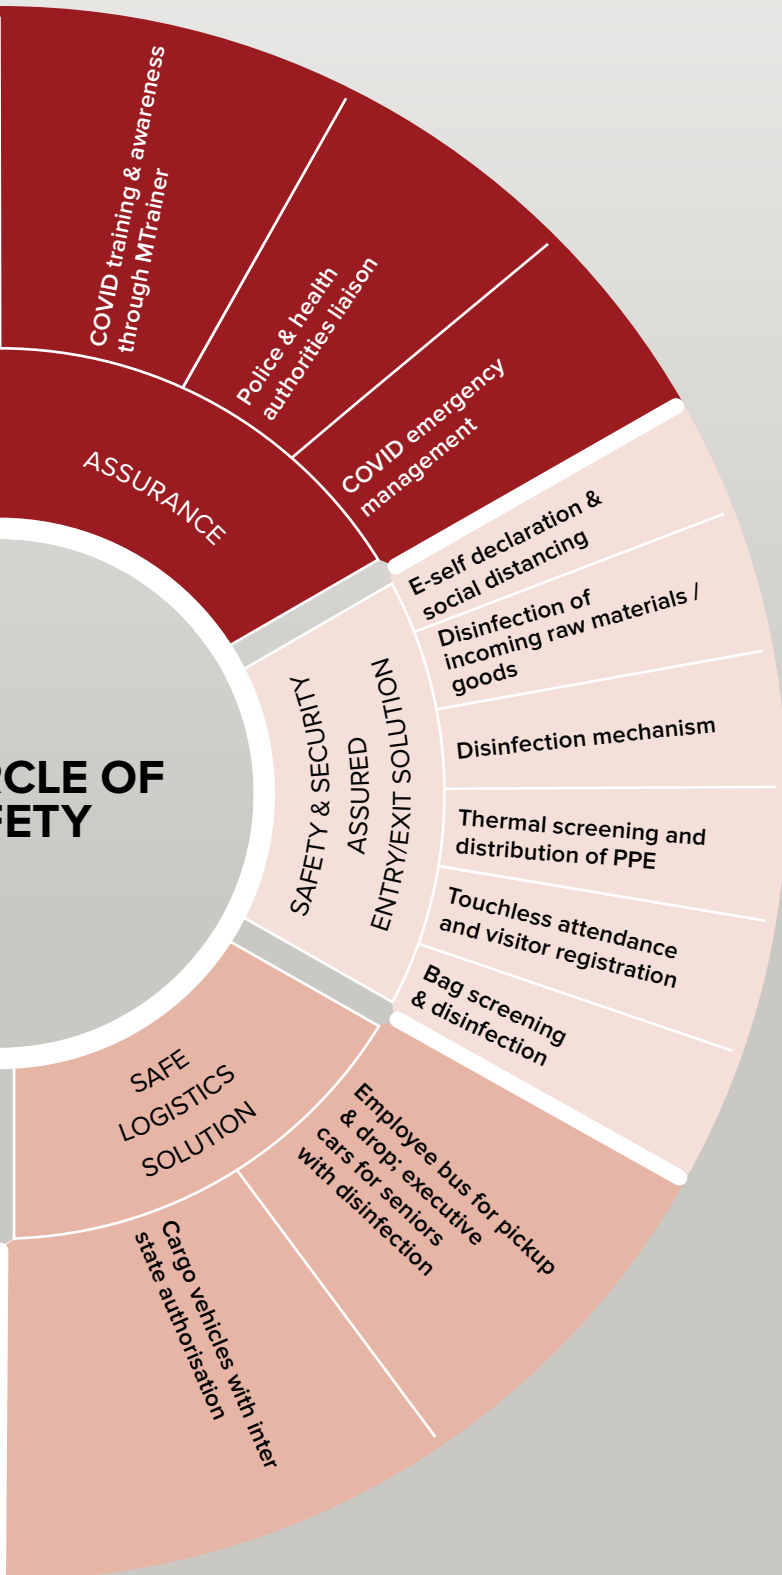 COVID training & awareness
through MTrainer
Police & health
authorities liaison
COVID emergency
management
ASSURANCE
E-self declaration &
social distancing
Disinfection of
incoming raw materials /
goods
Disinfection mechanism
Thermal screening and
distribution of PPE
Touchless attendance
and visitor registration
Bag screening
& disinfection
SAFETY & SECURITY
ASSURED
ENTRY/EXIT SOLUTION
RCLE OF
FETY
SAFE
LOGISTICS
SOLUTION
Employee bus for pickup
& drop; executive
cars for seniors
with disinfection
Cargo vehicles with inter
state authorisation